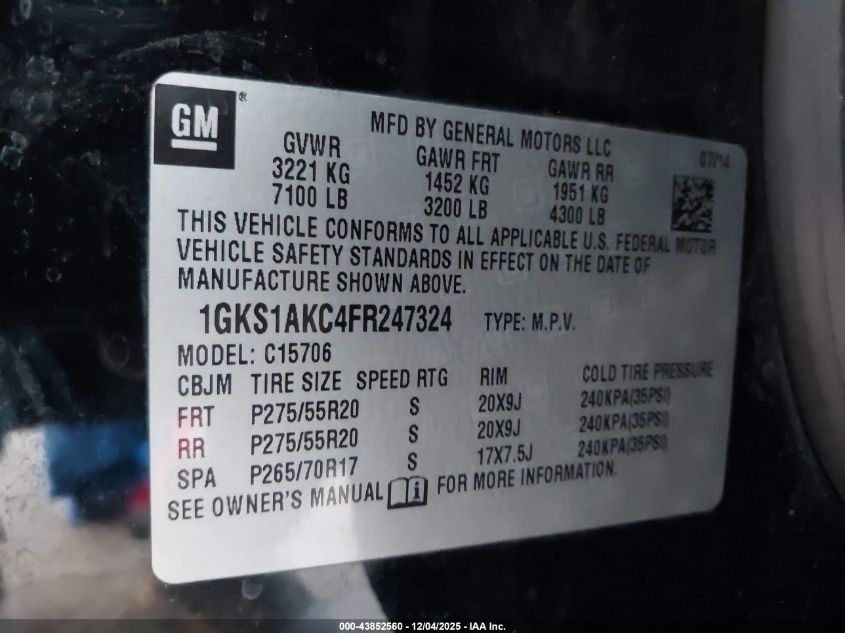 GM
®
MFD BY GENERAL MOTORS LLC
07/14
GVWR GAWR FRT GAWR RR
3221 KG 1452 KG 1951 KG
7100 LB 3200 LB 4300 LB
THIS VEHICLE CONFORMS TO ALL APPLICABLE U.S. FEDERAL MOTOR
VEHICLE SAFETY STANDARDS IN EFFECT ON THE DATE OF
MANUFACTURE SHOWN ABOVE.
1GKS1AKC4FR247324 TYPE: M.P.V.
MODEL: C15706
CBJM TIRE SIZE SPEED RTG RIM COLD TIRE PRESSURE
FRT P275/55R20 S 20X9J 240KPA(35PSI)
RR P275/55R20 S 20X9J 240KPA(35PSI)
SPA P265/70R17 S 17X7.5J 240KPA(35PSI)
SEE OWNER'S MANUAL i FOR MORE INFORMATION.
000-43852560 - 12/04/2025 - IAA Inc.